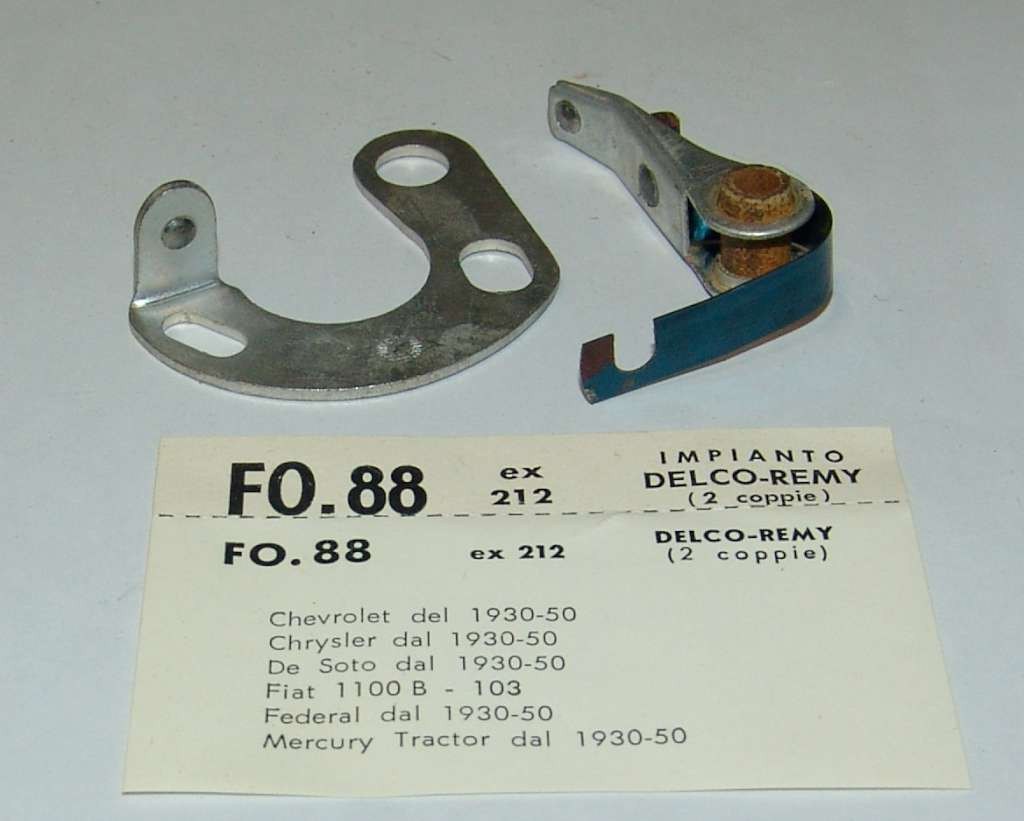 FO.88 ex 212 IMPIANTO DELCO-REMY (2 coppie)
FO.88 ex 212 DELCO-REMY (2 coppie)
Chevrolet del 1930-50
Chrysler dal 1930-50
De Soto dal 1930-50
Fiat 1100 B - 103
Federal dal 1930-50
Mercury Tractor dal 1930-50